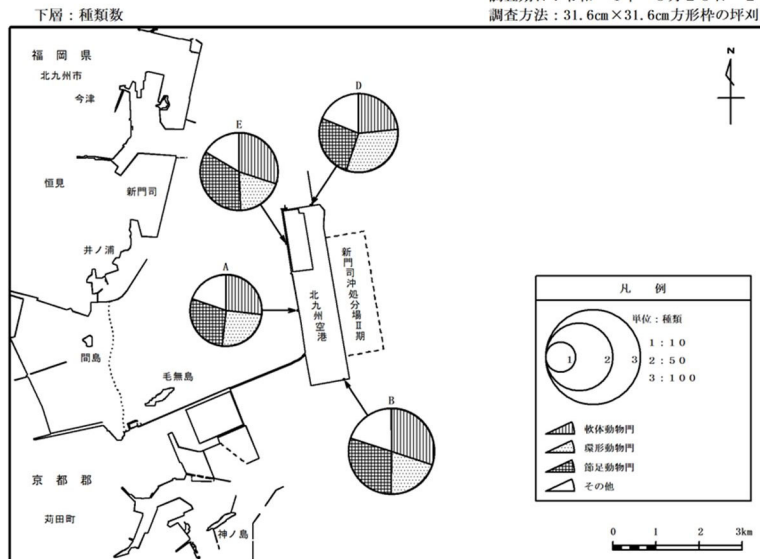 下層：種類数
調査方法：31.6cm×31.6cm方形枠の坪刈
福岡県
北九州市
今津
恒見
新門司
井ノ浦
間島
毛無島
京都郡
苅田町
神ノ島
E
D
A
B
北九州空港
新門司沖処分場Ⅱ期
N
凡例
単位：種類
1：10
2：50
3：100
1 2 3
軟体動物門
環形動物門
節足動物門
その他
0 1 2 3km